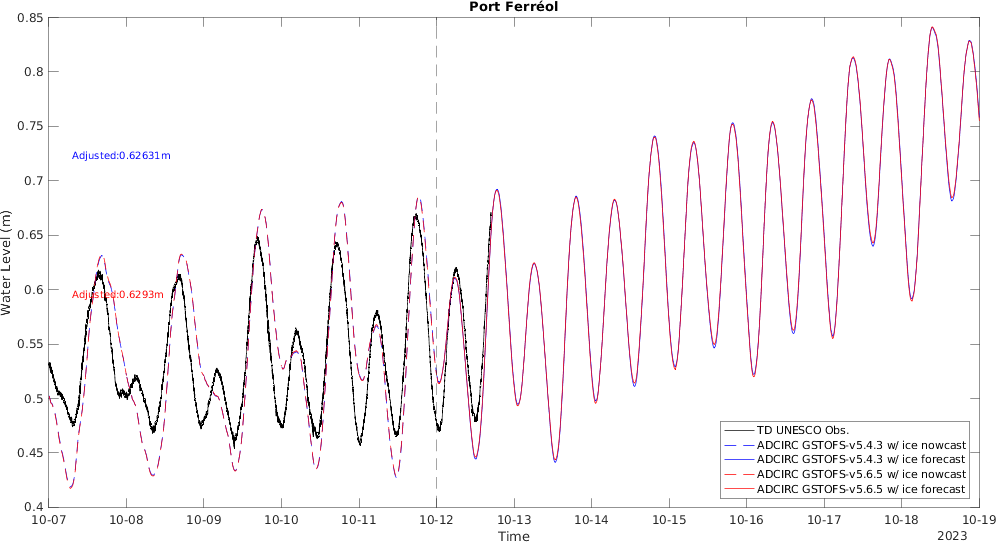 Port Ferréol
Water Level (m)
0.85
0.8
0.75
0.7
0.65
0.6
0.55
0.5
0.45
0.4
Adjusted:0.62631m
Adjusted:0.6293m
TD UNESCO Obs.
ADCIRC GSTOFS-v5.4.3 w/ ice nowcast
ADCIRC GSTOFS-v5.4.3 w/ ice forecast
ADCIRC GSTOFS-v5.6.5 w/ ice nowcast
ADCIRC GSTOFS-v5.6.5 w/ ice forecast
10-07 10-08 10-09 10-10 10-11 10-12 10-13 10-14 10-15 10-16 10-17 10-18 10-19
Time
2023